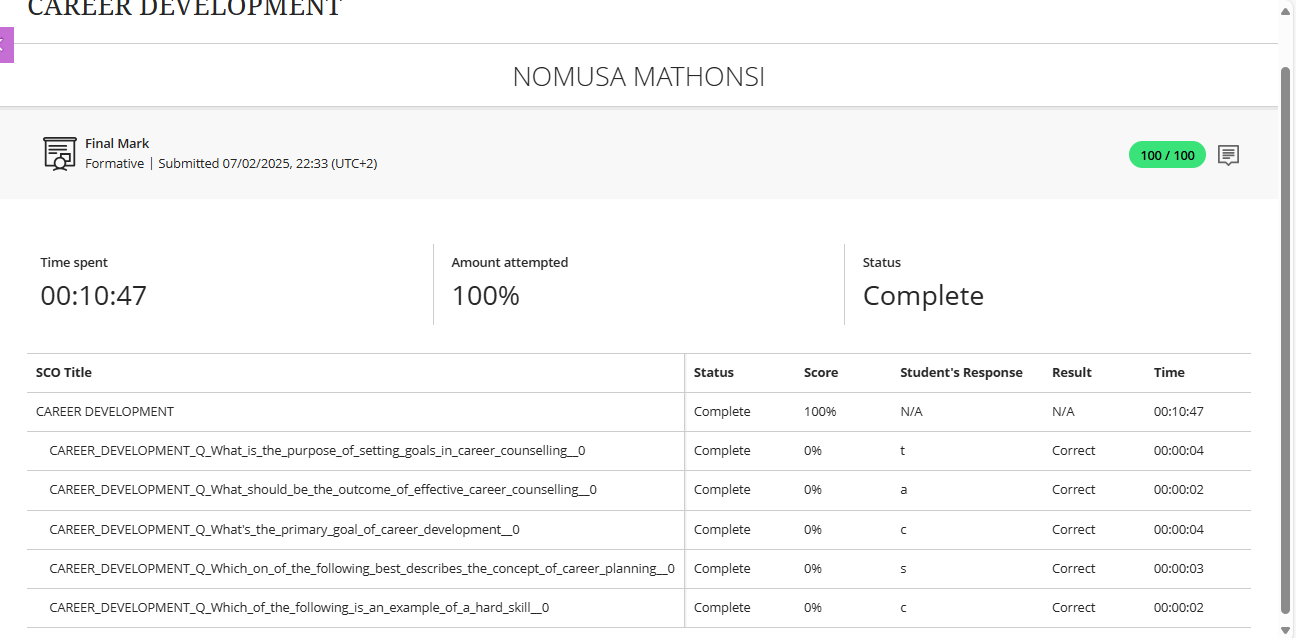 CAREER DEVELOPMENT
NOMUSA MATHONSI
Final Mark
Formative | Submitted 07/02/2025, 22:33 (UTC+2)
100 / 100
Time spent
00:10:47
Amount attempted
100%
Status
Complete
SCO Title Status Score Student's Response Result Time
CAREER DEVELOPMENT Complete 100% N/A N/A 00:10:47
CAREER_DEVELOPMENT_Q_What_is_the_purpose_of_setting_goals_in_career_counselling__0 Complete 0% t Correct 00:00:04
CAREER_DEVELOPMENT_Q_What_should_be_the_outcome_of_effective_career_counselling__0 Complete 0% a Correct 00:00:02
CAREER_DEVELOPMENT_Q_What's_the_primary_goal_of_career_development__0 Complete 0% c Correct 00:00:04
CAREER_DEVELOPMENT_Q_Which_on_of_the_following_best_describes_the_concept_of_career_planning__0 Complete 0% s Correct 00:00:03
CAREER_DEVELOPMENT_Q_Which_of_the_following_is_an_example_of_a_hard_skill__0 Complete 0% c Correct 00:00:02